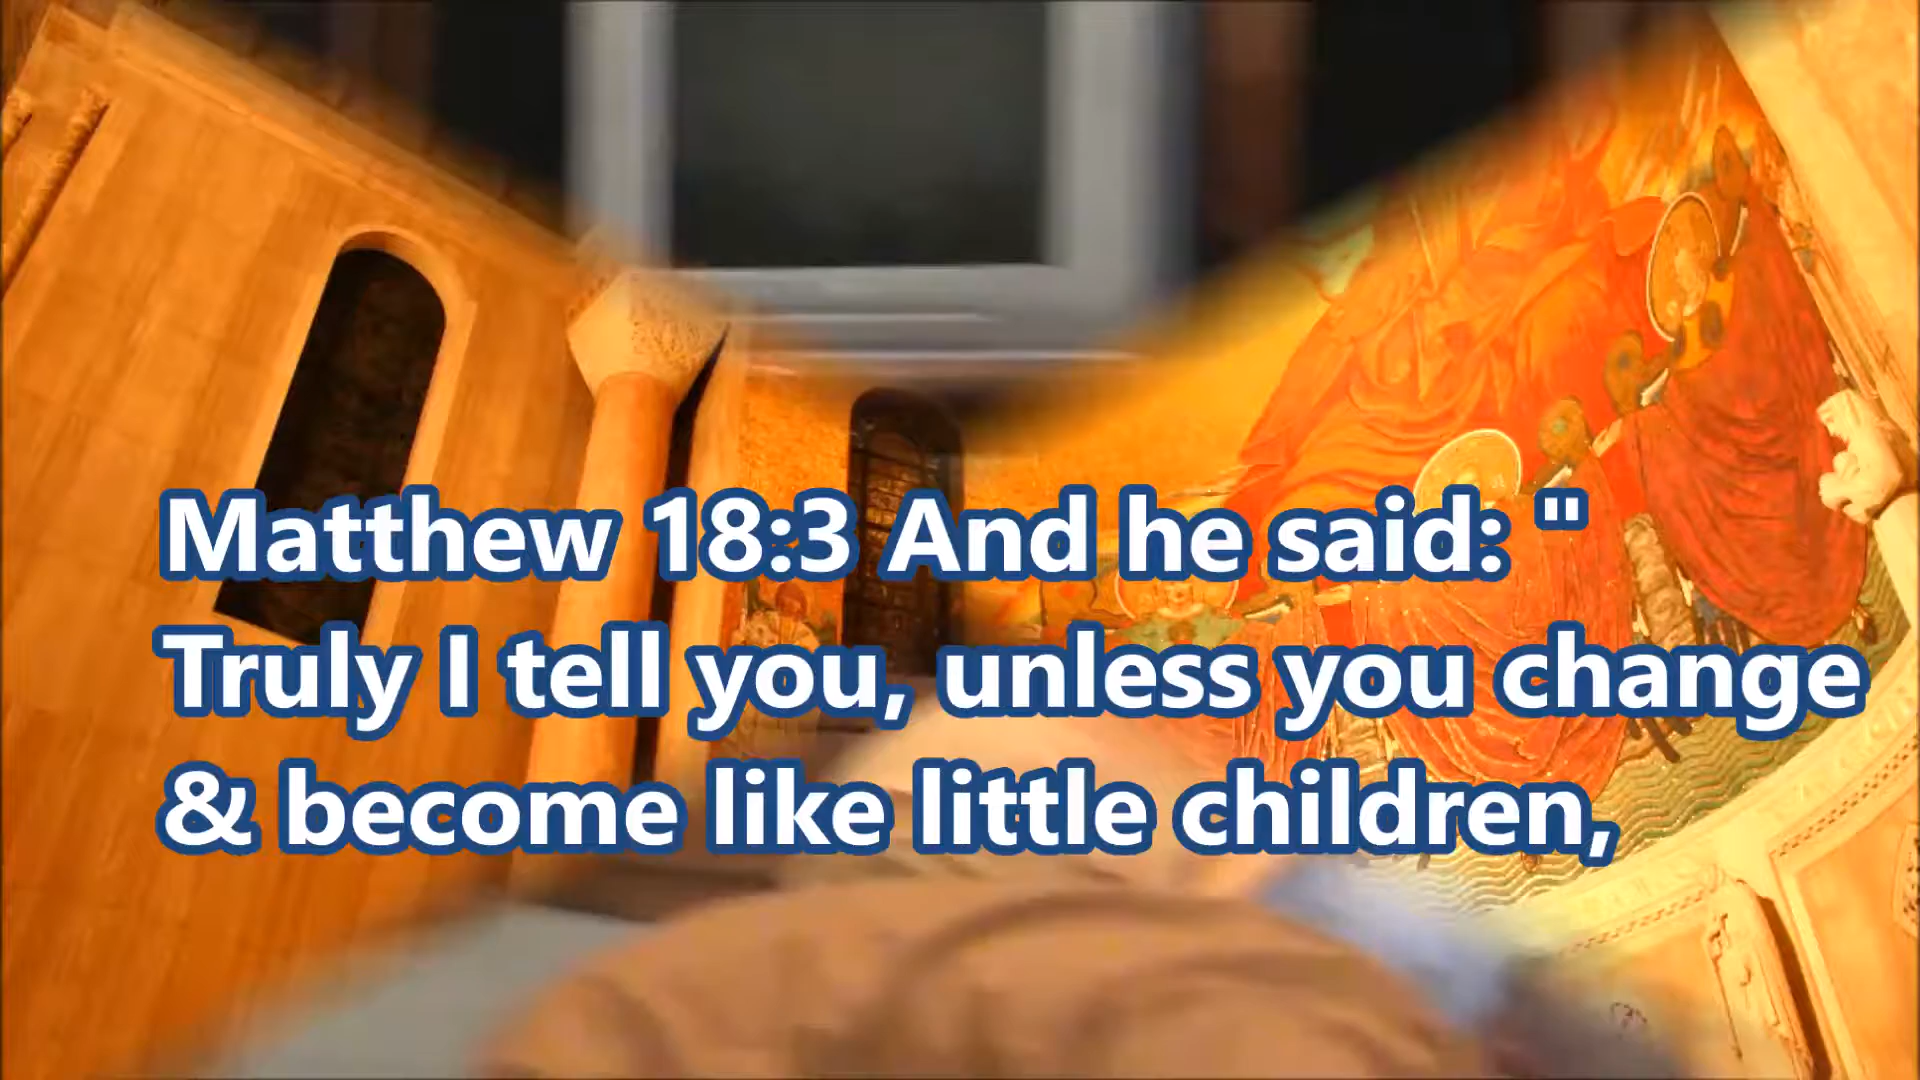 Matthew 18:3 And he said: "
Truly I tell you, unless you change
& become like little children,